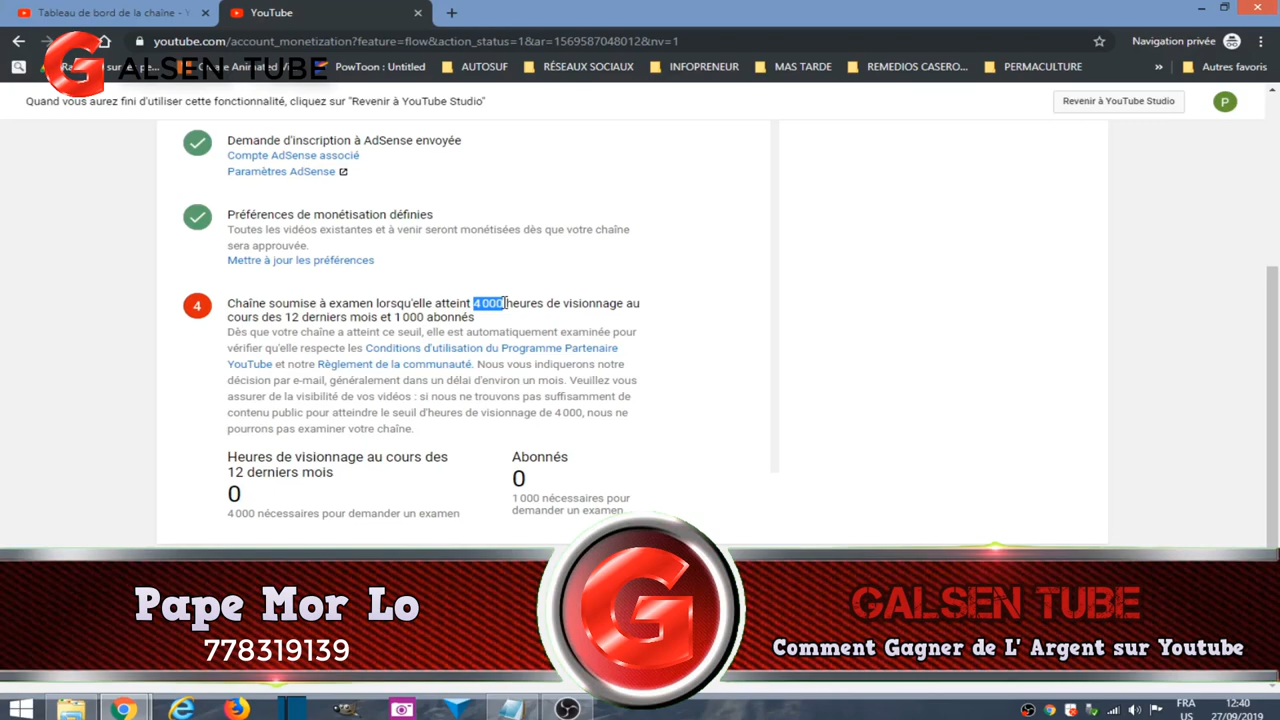 Tableau de bord de la chaîne - Y
YouTube
youtube.com/account_monetization?feature=flow&action_status=1&ar=1569587048012&nv=1
Navigation privée
GALSEN TUBE
PowToon : Untitled
AUTOSUF
RÉSEAUX SOCIAUX
INFOPRENEUR
MAS TARDE
REMEDIOS CASERO...
PERMACULTURE
»
Autres favoris
Quand vous aurez fini d'utiliser cette fonctionnalité, cliquez sur "Revenir à YouTube Studio"
Revenir à YouTube Studio
P
Demande d'inscription à AdSense envoyée
Compte AdSense associé
Paramètres AdSense
Préférences de monétisation définies
Toutes les vidéos existantes et à venir seront monétisées dès que votre chaîne
sera approuvée.
Mettre à jour les préférences
4
Chaîne soumise à examen lorsqu'elle atteint 4 000 heures de visionnage au
cours des 12 derniers mois et 1 000 abonnés
Dès que votre chaîne a atteint ce seuil, elle est automatiquement examinée pour
vérifier qu'elle respecte les Conditions d'utilisation du Programme Partenaire
YouTube et notre Règlement de la communauté. Nous vous indiquerons notre
décision par e-mail, généralement dans un délai d'environ un mois. Veuillez vous
assurer de la visibilité de vos vidéos : si nous ne trouvons pas suffisamment de
contenu public pour atteindre le seuil d'heures de visionnage de 4 000, nous ne
pourrons pas examiner votre chaîne.
Heures de visionnage au cours des
12 derniers mois
0
4 000 nécessaires pour demander un examen
Abonnés
0
1 000 nécessaires pour
demander un examen
Pape Mor Lo
778319139
G
GALSEN TUBE
Comment Gagner de L' Argent sur Youtube
FR
US
12:40
27/09/2019